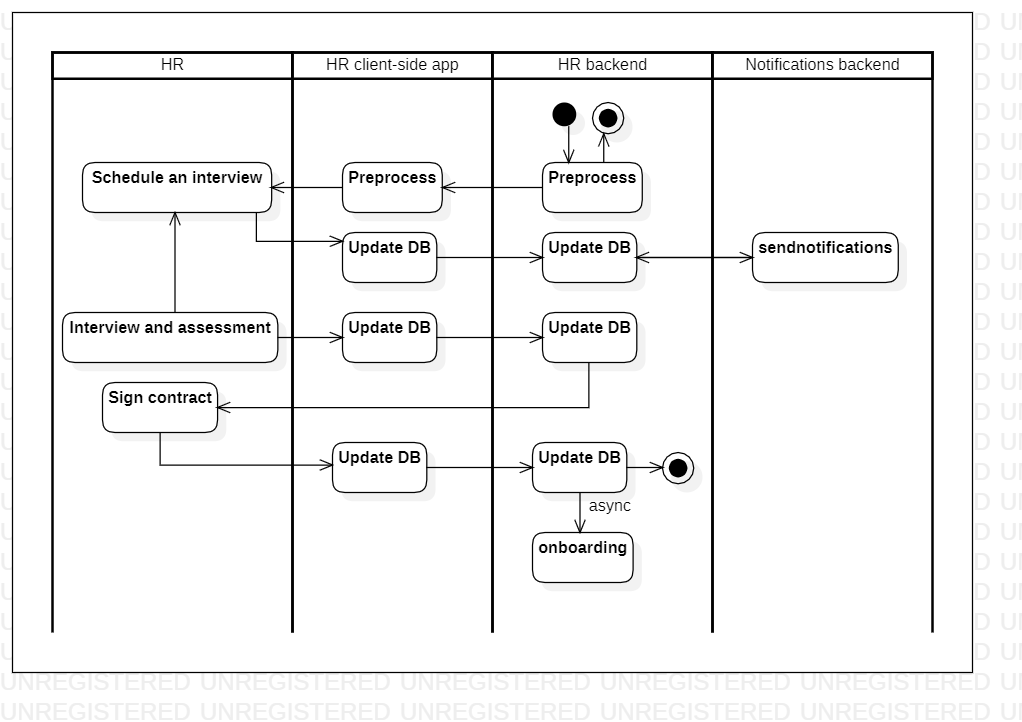 HR
HR client-side app
HR backend
Notifications backend
Schedule an interview
Preprocess
Preprocess
Update DB
Update DB
sendnotifications
Interview and assessment
Update DB
Update DB
Sign contract
Update DB
Update DB
async
onboarding
UNREGISTERED UNREGISTERED UNREGISTERED UNREGISTERED UNREGISTERED UI
UNREGISTERED UNREGISTERED UNREGISTERED UNREGISTERED UNREGISTERED UI